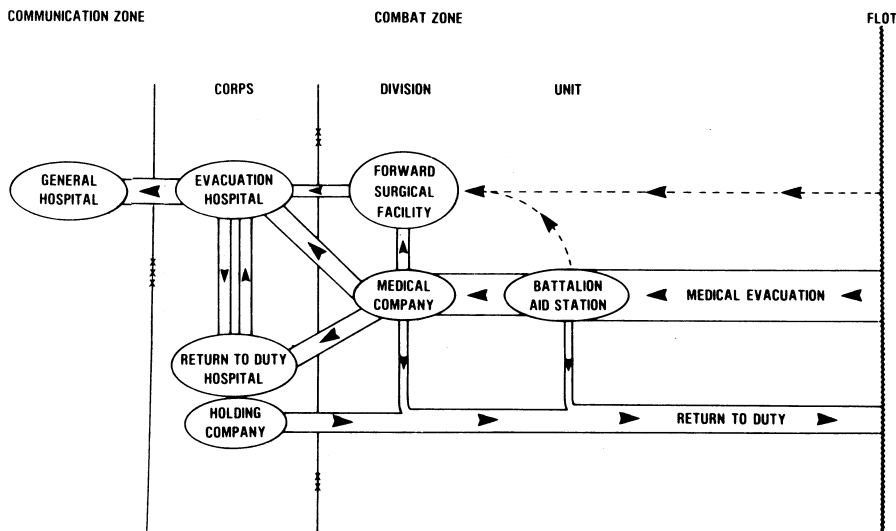 COMMUNICATION ZONE
COMBAT ZONE
FLOT
CORPS
DIVISION
UNIT
GENERAL
HOSPITAL
EVACUATION
HOSPITAL
FORWARD
SURGICAL
FACILITY
MEDICAL
COMPANY
BATTALION
AID STATION
MEDICAL EVACUATION
RETURN TO DUTY
HOSPITAL
HOLDING
COMPANY
RETURN TO DUTY